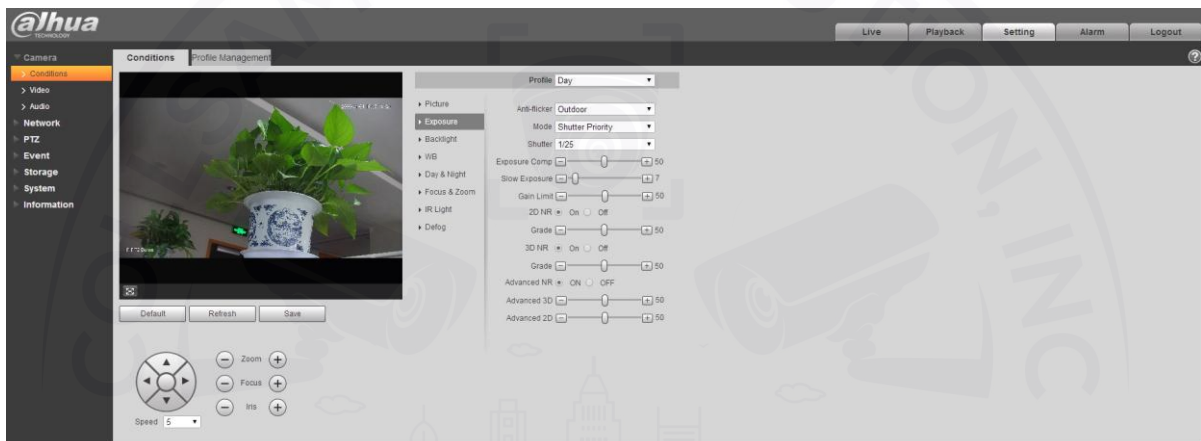 alhua
TECHNOLOGY
Live
Playback
Setting
Alarm
Logout
Camera
Conditions
Video
Audio
Network
PTZ
Event
Storage
System
Information
Conditions
Profile Management
Default
Refresh
Save
Zoom
Focus
Iris
Speed 5
Picture
Exposure
Backlight
WB
Day & Night
Focus & Zoom
IR Light
Defog
Profile Day
Anti-flicker Outdoor
Mode Shutter Priority
Shutter 1/25
Exposure Comp 50
Slow Exposure 7
Gain Limit 50
2D NR On Off
Grade 50
3D NR On Off
Grade 50
Advanced NR ON OFF
Advanced 3D 50
Advanced 2D 50